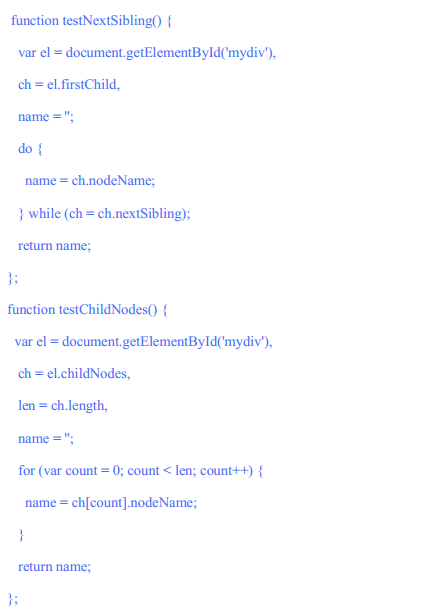 function testNextSibling() {
var el = document.getElementById('mydiv'),
ch = el.firstChild,
name = '';
do {
name = ch.nodeName;
} while (ch = ch.nextSibling);
return name;
};
function testChildNodes() {
var el = document.getElementById('mydiv'),
ch = el.childNodes,
len = ch.length,
name = '';
for (var count = 0; count < len; count++) {
name = ch[count].nodeName;
}
return name;
};